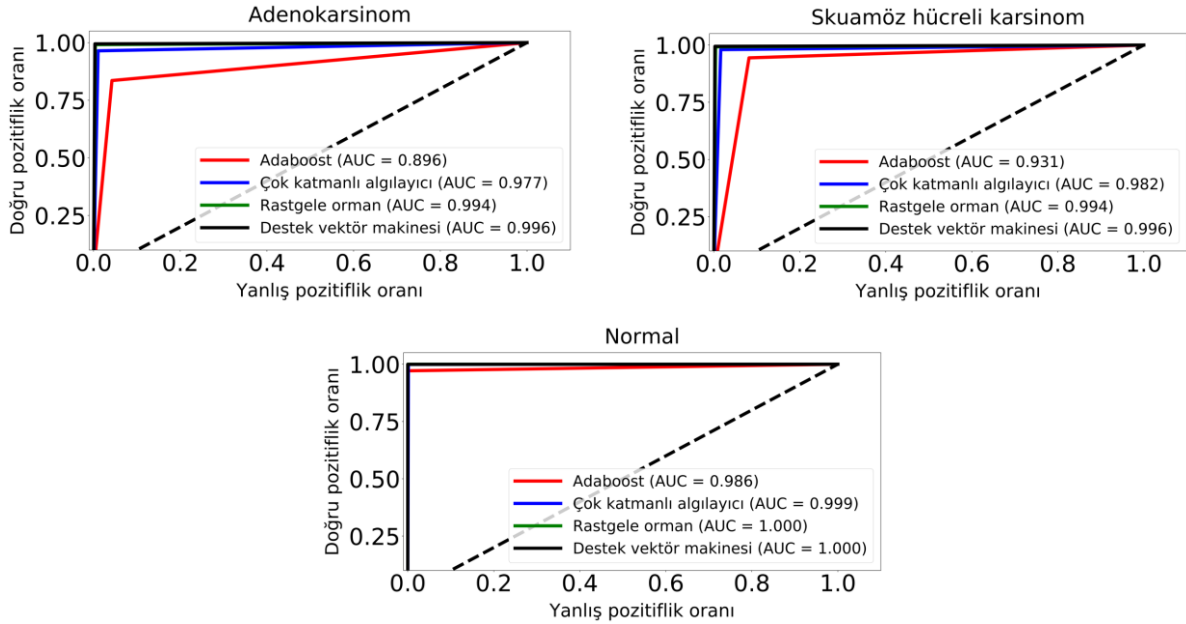 Adenokarsinom
Doğru pozitiflik oranı
1.00
0.75
0.50
0.25
Adaboost (AUC = 0.896)
Çok katmanlı algılayıcı (AUC = 0.977)
Rastgele orman (AUC = 0.994)
Destek vektör makinesi (AUC = 0.996)
0.0 0.2 0.4 0.6 0.8 1.0
Yanlış pozitiflik oranı
Skuamöz hücreli karsinom
Doğru pozitiflik oranı
1.00
0.75
0.50
0.25
Adaboost (AUC = 0.931)
Çok katmanlı algılayıcı (AUC = 0.982)
Rastgele orman (AUC = 0.994)
Destek vektör makinesi (AUC = 0.996)
0.0 0.2 0.4 0.6 0.8 1.0
Yanlış pozitiflik oranı
Normal
Doğru pozitiflik oranı
1.00
0.75
0.50
0.25
Adaboost (AUC = 0.986)
Çok katmanlı algılayıcı (AUC = 0.999)
Rastgele orman (AUC = 1.000)
Destek vektör makinesi (AUC = 1.000)
0.0 0.2 0.4 0.6 0.8 1.0
Yanlış pozitiflik oranı